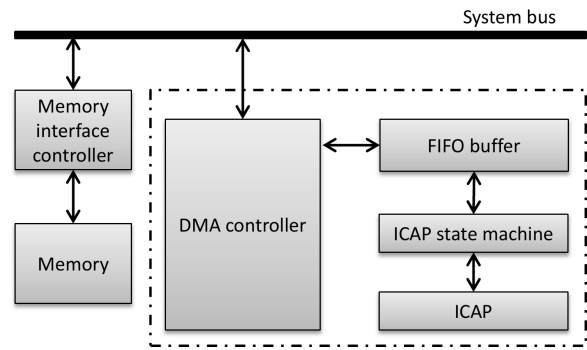 System bus
Memory
interface
controller
Memory
DMA controller
FIFO buffer
ICAP state machine
ICAP